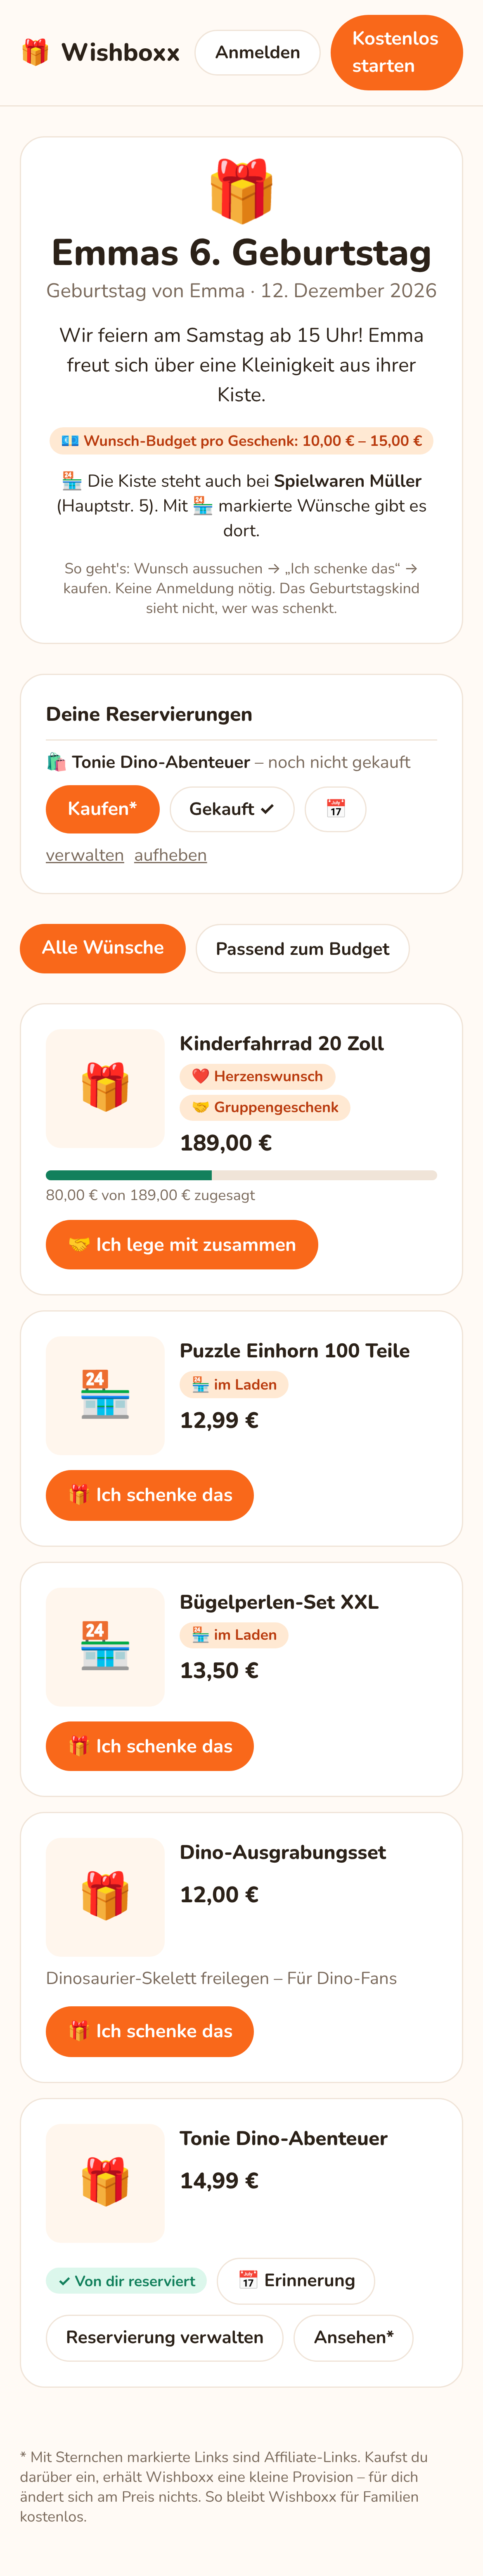 Wishboxx
Anmelden
Kostenlos
starten
Emmas 6. Geburtstag
Geburtstag von Emma · 12. Dezember 2026
Wir feiern am Samstag ab 15 Uhr! Emma
freut sich über eine Kleinigkeit aus ihrer
Kiste.
Wunsch-Budget pro Geschenk: 10,00 € – 15,00 €
Die Kiste steht auch bei Spielwaren Müller
(Hauptstr. 5). Mit 🏪 markierte Wünsche gibt es
dort.
So geht's: Wunsch aussuchen → „Ich schenke das“ →
kaufen. Keine Anmeldung nötig. Das Geburtstagskind
sieht nicht, wer was schenkt.
Deine Reservierungen
Tonie Dino-Abenteuer – noch nicht gekauft
Kaufen*
Gekauft ✓
verwalten aufheben
Alle Wünsche
Passend zum Budget
Kinderfahrrad 20 Zoll
Herzenswunsch
Gruppengeschenk
189,00 €
80,00 € von 189,00 € zugesagt
Ich lege mit zusammen
24
Puzzle Einhorn 100 Teile
im Laden
12,99 €
Ich schenke das
24
Bügelperlen-Set XXL
im Laden
13,50 €
Ich schenke das
Dino-Ausgrabungsset
12,00 €
Dinosaurier-Skelett freilegen – Für Dino-Fans
Ich schenke das
Tonie Dino-Abenteuer
14,99 €
✓ Von dir reserviert
Erinnerung
Reservierung verwalten
Ansehen*
* Mit Sternchen markierte Links sind Affiliate-Links. Kaufst du
darüber ein, erhält Wishboxx eine kleine Provision – für dich
ändert sich am Preis nichts. So bleibt Wishboxx für Familien
kostenlos.